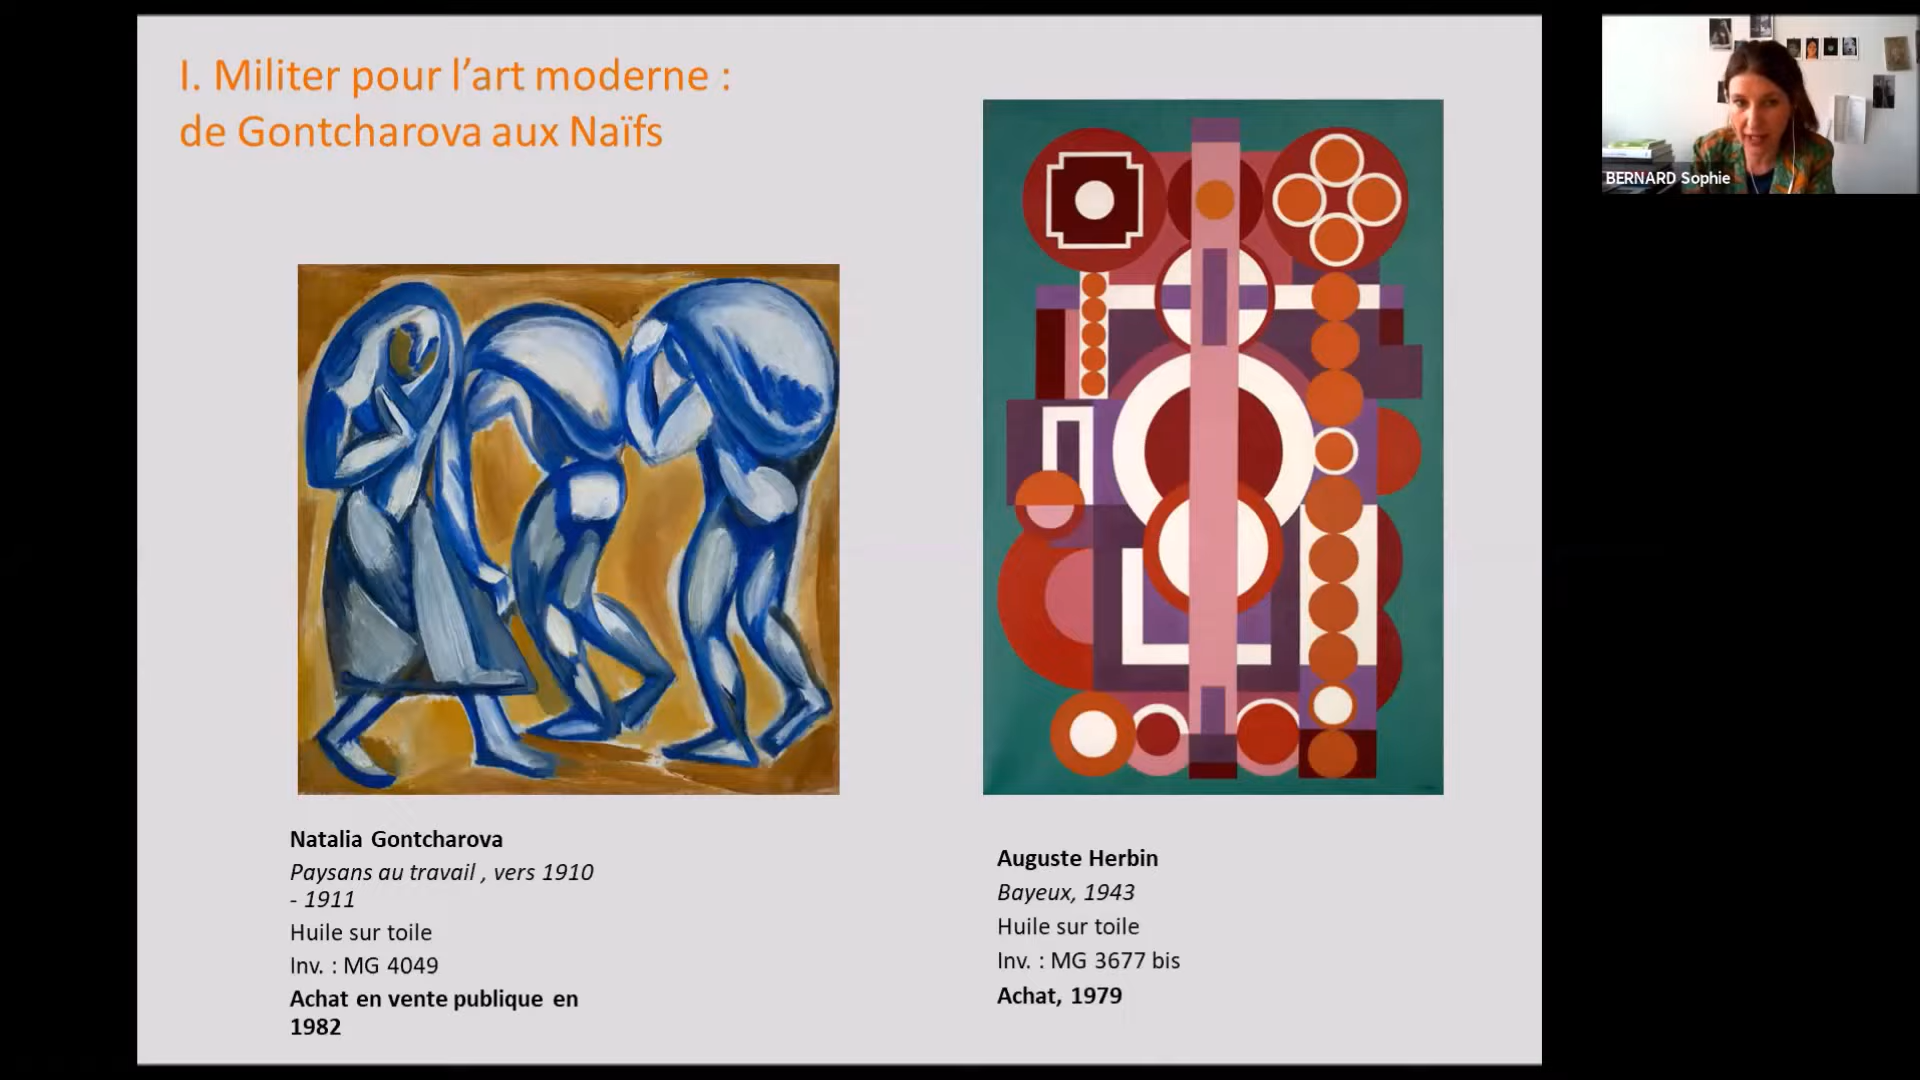 I. Militer pour l’art moderne :
de Gontcharova aux Naïfs
BERNARD Sophie
Natalia Gontcharova
Paysans au travail , vers 1910
- 1911
Huile sur toile
Inv. : MG 4049
Achat en vente publique en
1982
Auguste Herbin
Bayeux, 1943
Huile sur toile
Inv. : MG 3677 bis
Achat, 1979